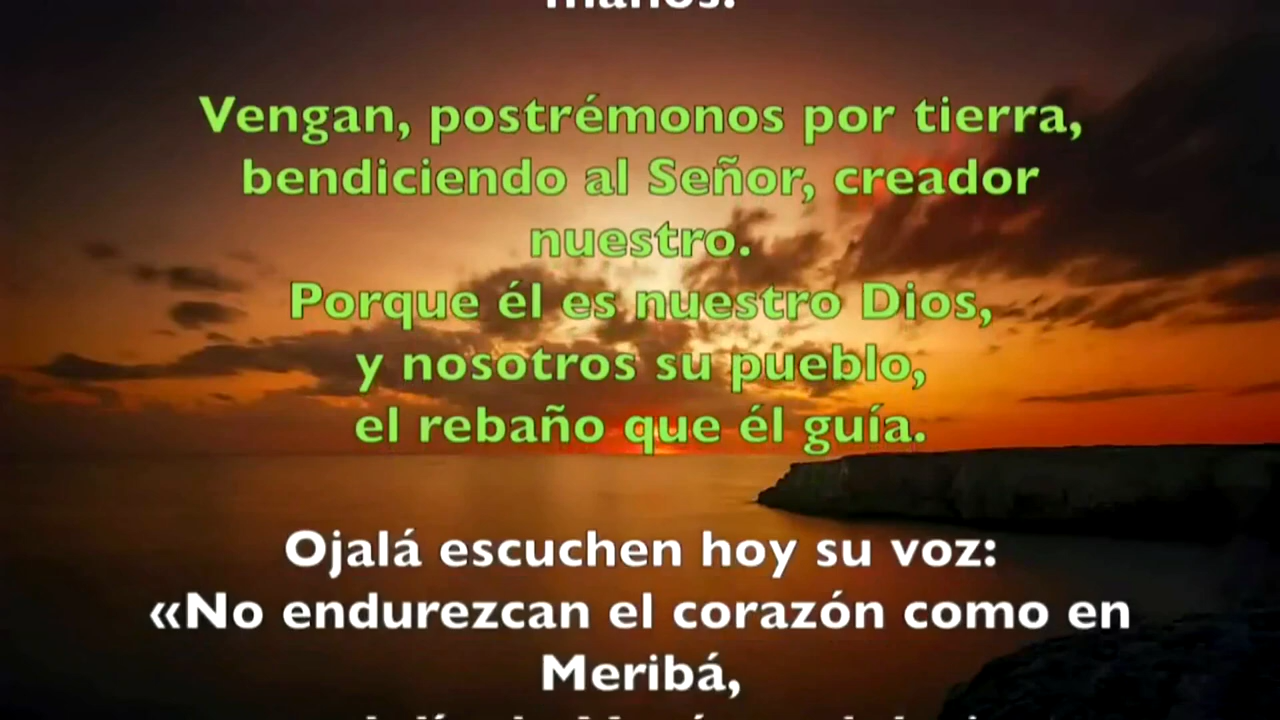 manos.
Vengan, postrémonos por tierra,
bendiciendo al Señor, creador
nuestro.
Porque él es nuestro Dios,
y nosotros su pueblo,
el rebaño que él guía.
Ojalá escuchen hoy su voz:
«No endurezcan el corazón como en
Meribá,